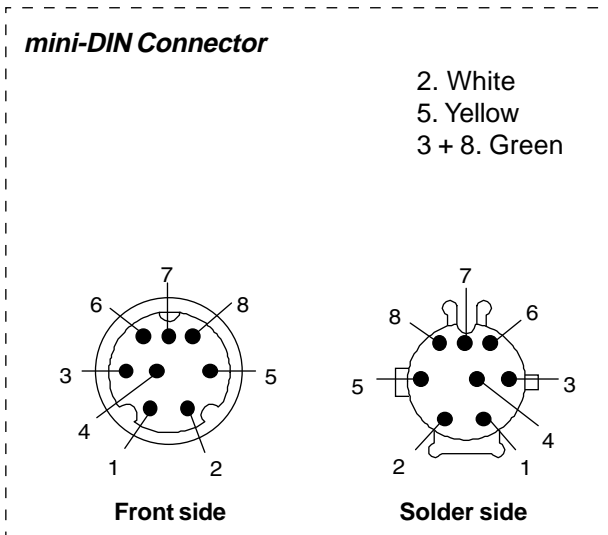 mini-DIN Connector
2. White
5. Yellow
3 + 8. Green
7
6 8
3 5
4
1 2
Front side
7
8 6
5 3
4
2 1
Solder side